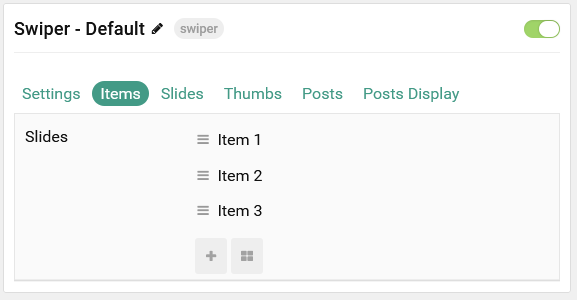 Swiper - Default swiper
Settings Items Slides Thumbs Posts Posts Display
Slides
Item 1
Item 2
Item 3